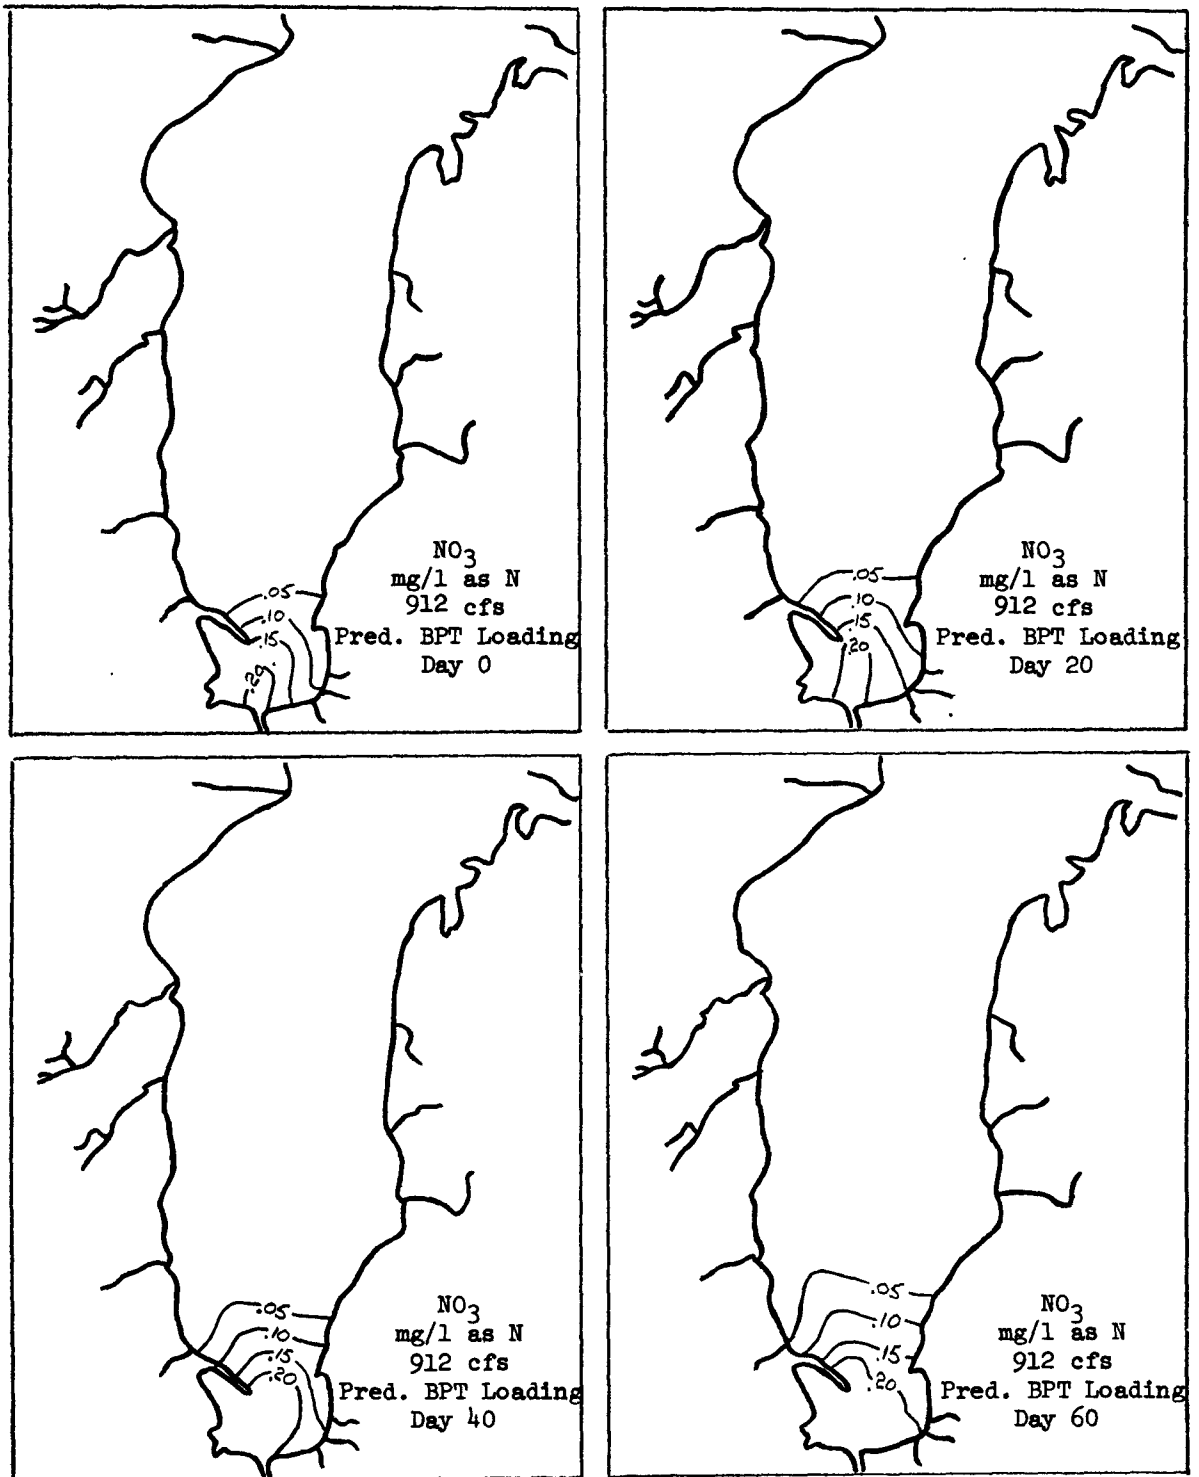 .05
.10
.15
.20
NO3
mg/l as N
912 cfs
Pred. BPT Loading
Day 0
.05
.10
.15
.20
NO3
mg/l as N
912 cfs
Pred. BPT Loading
Day 20
.05
.10
.15
.20
NO3
mg/l as N
912 cfs
Pred. BPT Loading
Day 40
.05
.10
.15
.20
NO3
mg/l as N
912 cfs
Pred. BPT Loading
Day 60